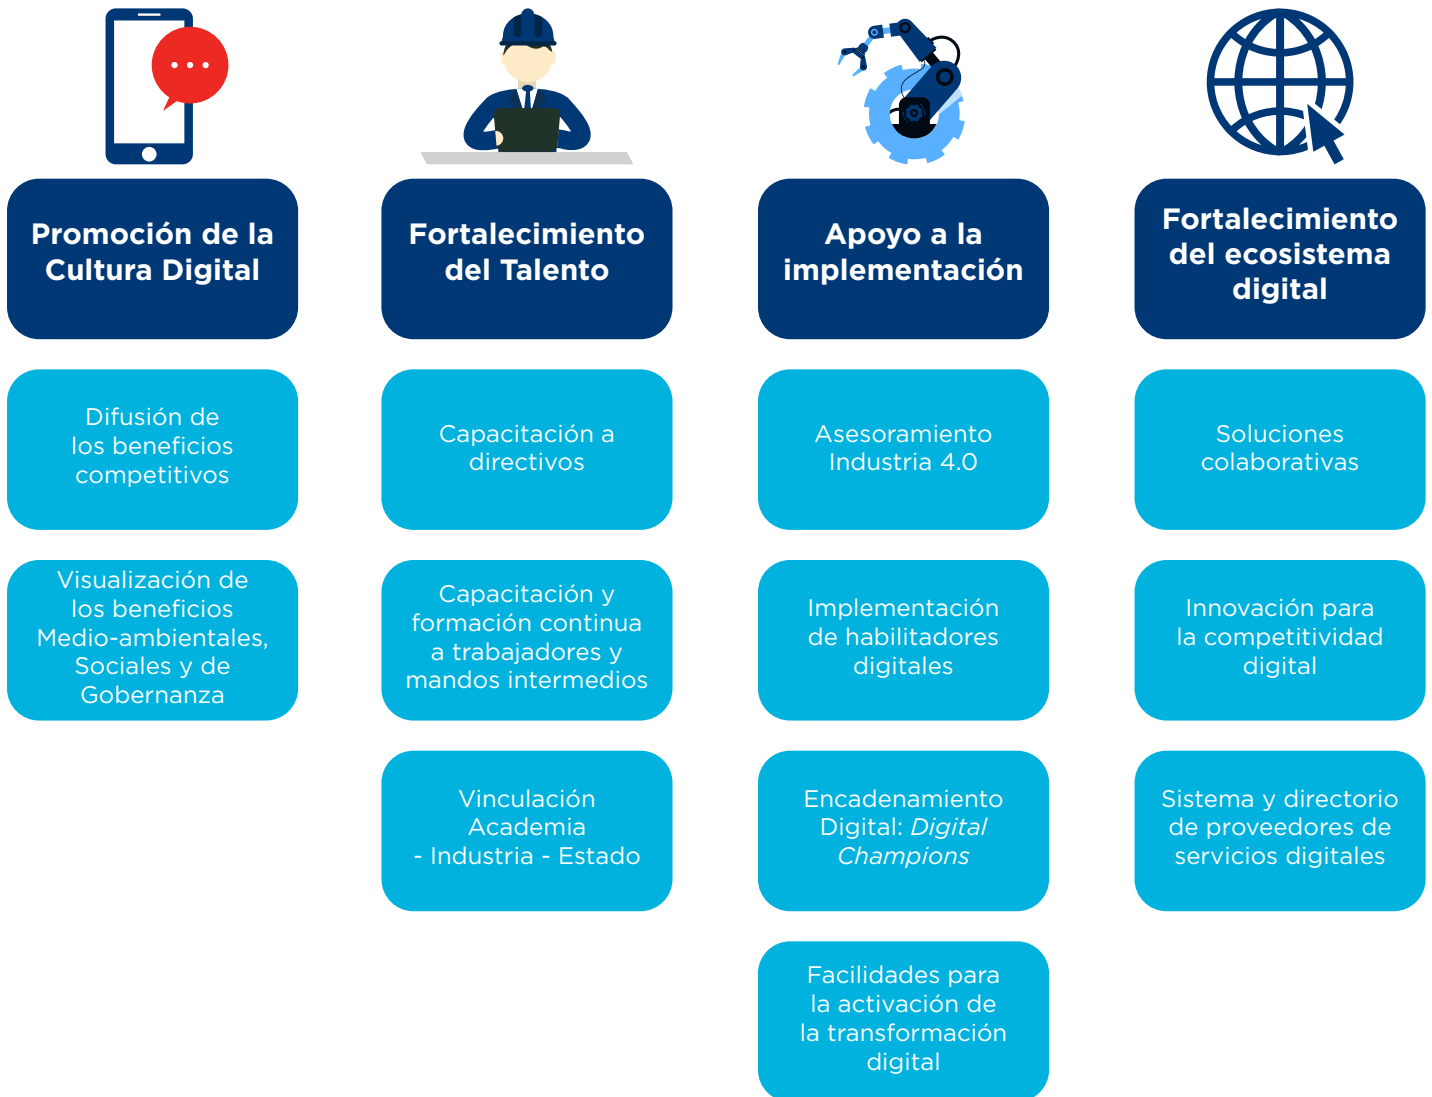 Promoción de la
Cultura Digital
Difusión de
los beneficios
competitivos
Visualización de
los beneficios
Medio-ambientales,
Sociales y de
Gobernanza
Fortalecimiento
del Talento
Capacitación a
directivos
Capacitación y
formación continua
a trabajadores y
mandos intermedios
Vinculación
Academia
- Industria - Estado
Apoyo a la
implementación
Asesoramiento
Industria 4.0
Implementación
de habilitadores
digitales
Encadenamiento
Digital: Digital
Champions
Facilidades para
la activación de
la transformación
digital
Fortalecimiento
del ecosistema
digital
Soluciones
colaborativas
Innovación para
la competitividad
digital
Sistema y directorio
de proveedores de
servicios digitales